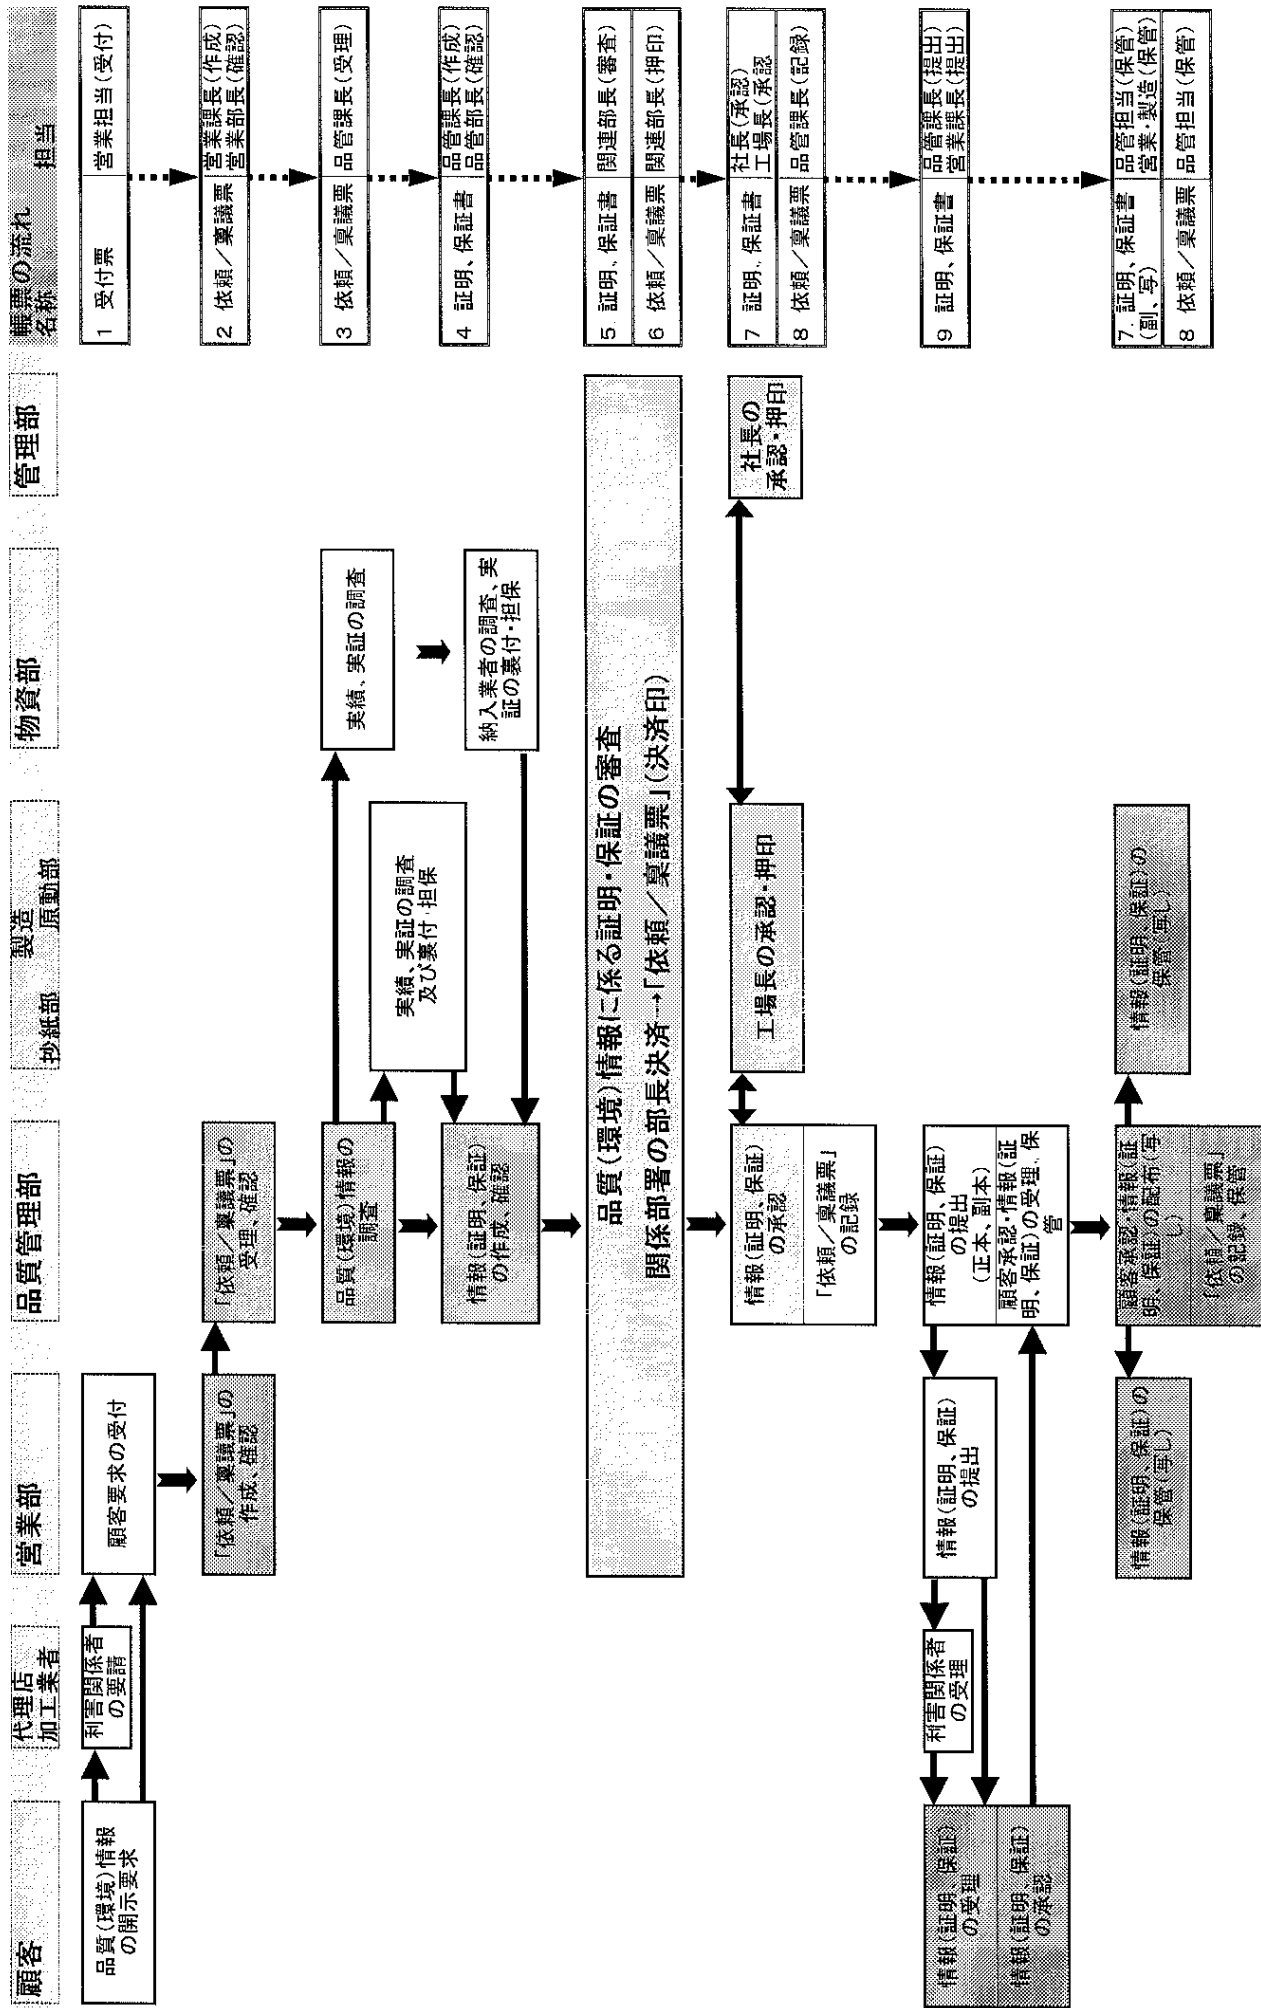 顧客
代理店
加工業者
営業部
品質管理部
製造
抄紙部 原動部
物資部
管理部
帳票の流れ
名称 担当
品質(環境)情報
の開示要求
利害関係者
の要請
顧客要求の受付
1 受付票 営業担当(受付)
「依頼/稟議票」の
作成、確認
「依頼/稟議票」の
受理、確認
2 依頼/稟議票
営業課長(作成)
営業部長(確認)
品質(環境)情報の
調査
実績、実証の調査
3 依頼/稟議票 品管課長(受理)
実績、実証の調査
及び裏付・担保
情報(証明、保証)
の作成、確認
納入業者の調査、実
証の裏付・担保
4 証明、保証書
品管課長(作成)
品管部長(確認)
品質(環境)情報に係る証明・保証の審査
関係部署の部長決済→「依頼/稟議票」(決済印)
5 証明、保証書 関連部長(審査)
6 依頼/稟議票 関連部長(押印)
情報(証明、保証)
の承認
「依頼/稟議票」
の記録
工場長の承認・押印
社長の
承認・押印
7 証明、保証書
社長(承認)
工場長(承認
8 依頼/稟議票 品管課長(記録)
情報(証明、保証)
の受理
情報(証明、保証)
の承認
利害関係者
の受理
情報(証明、保証)
の提出
情報(証明、保証)
の提出
(正本、副本)
顧客承認・情報(証
明、保証)の受理、保
管
9 証明、保証書
品管課長(提出)
営業課長(提出)
情報(証明、保証)の
保管(写し)
顧客承認・情報(証
明、保証)の配布(写
し)
「依頼/稟議票」
の記録、保管
情報(証明、保証)の
保管(写し)
7. 証明、保証書
(副、写)
品管担当(保管)
営業・製造(保管)
8 依頼/稟議票 品管担当(保管)